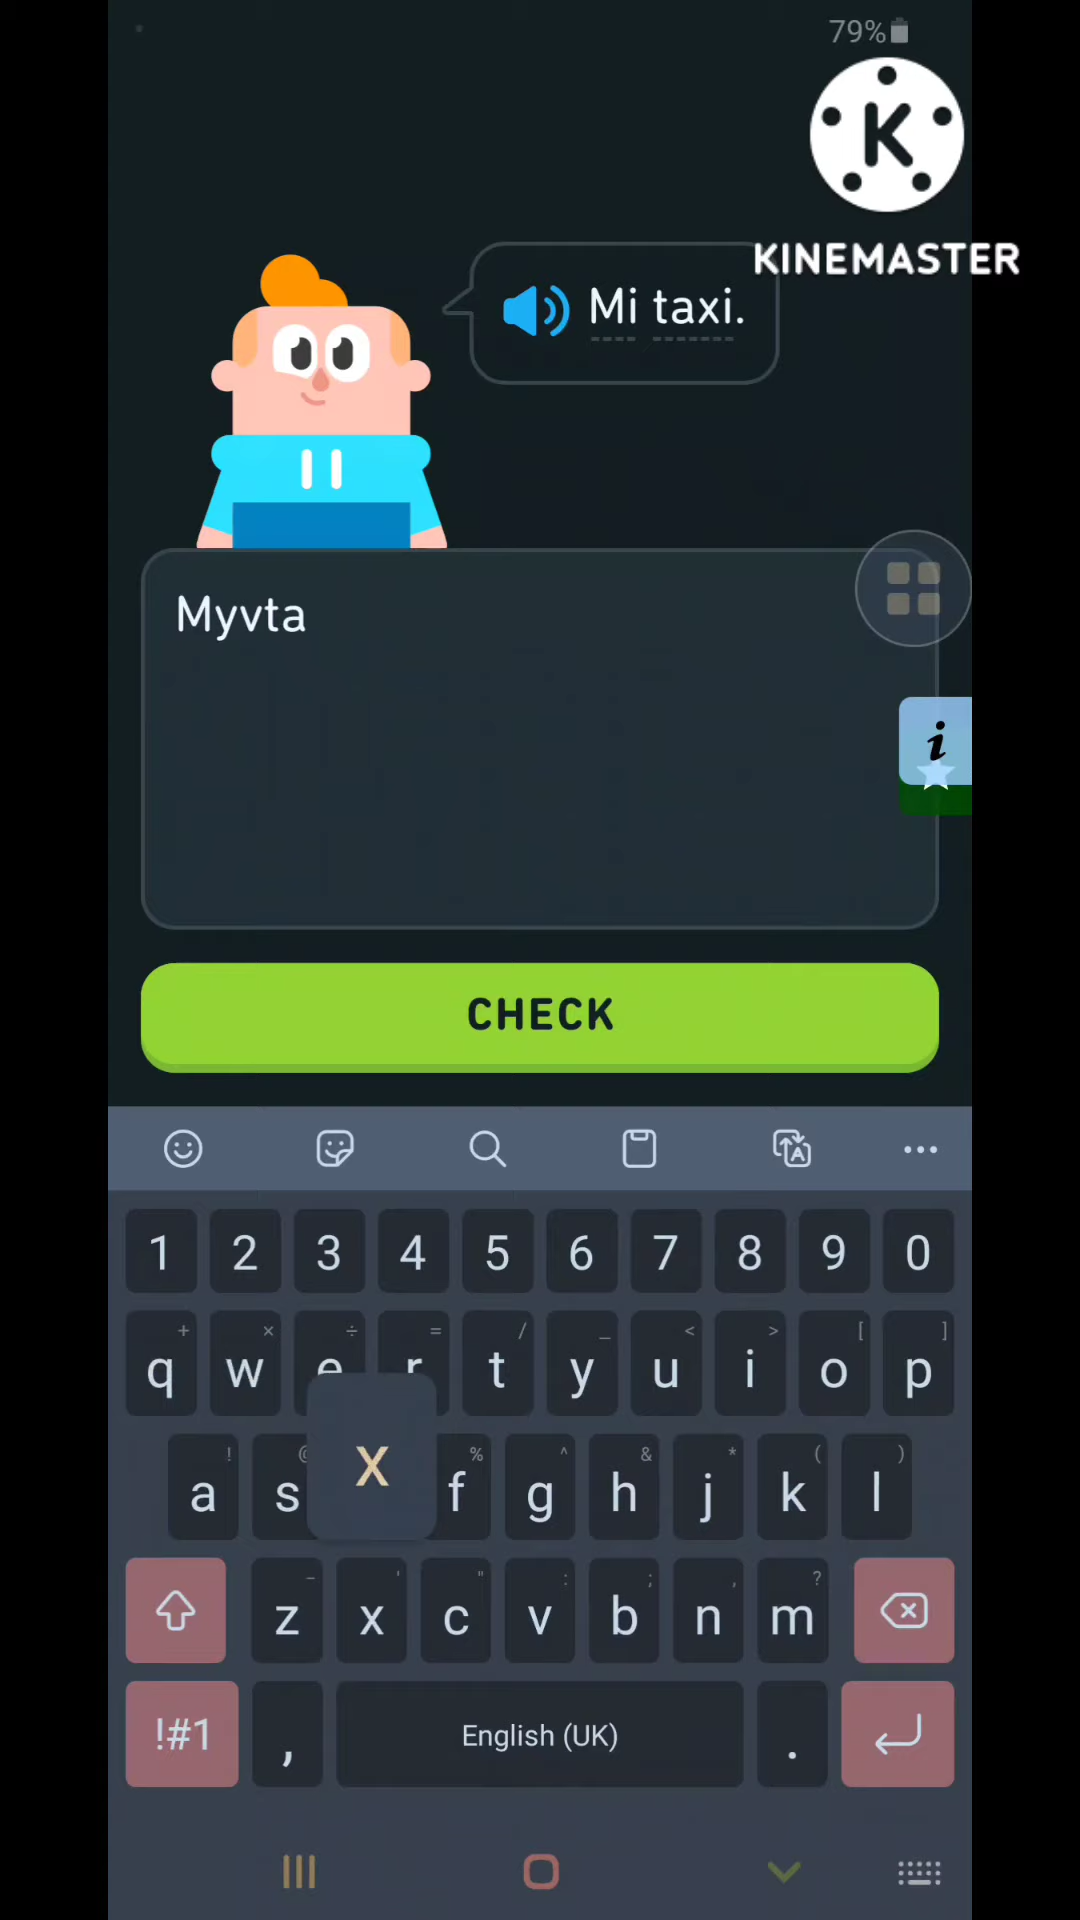 79%
K
KINEMASTER
Mi taxi.
Myvta
i
CHECK
1 2 3 4 5 6 7 8 9 0
+ × ÷ = / _ < > [ ]
q w e r t y u i o p
! @ % ^ & * ( )
a s x f g h j k l
- ' " : ; , ?
z x c v b n m
!#1 , English (UK) .